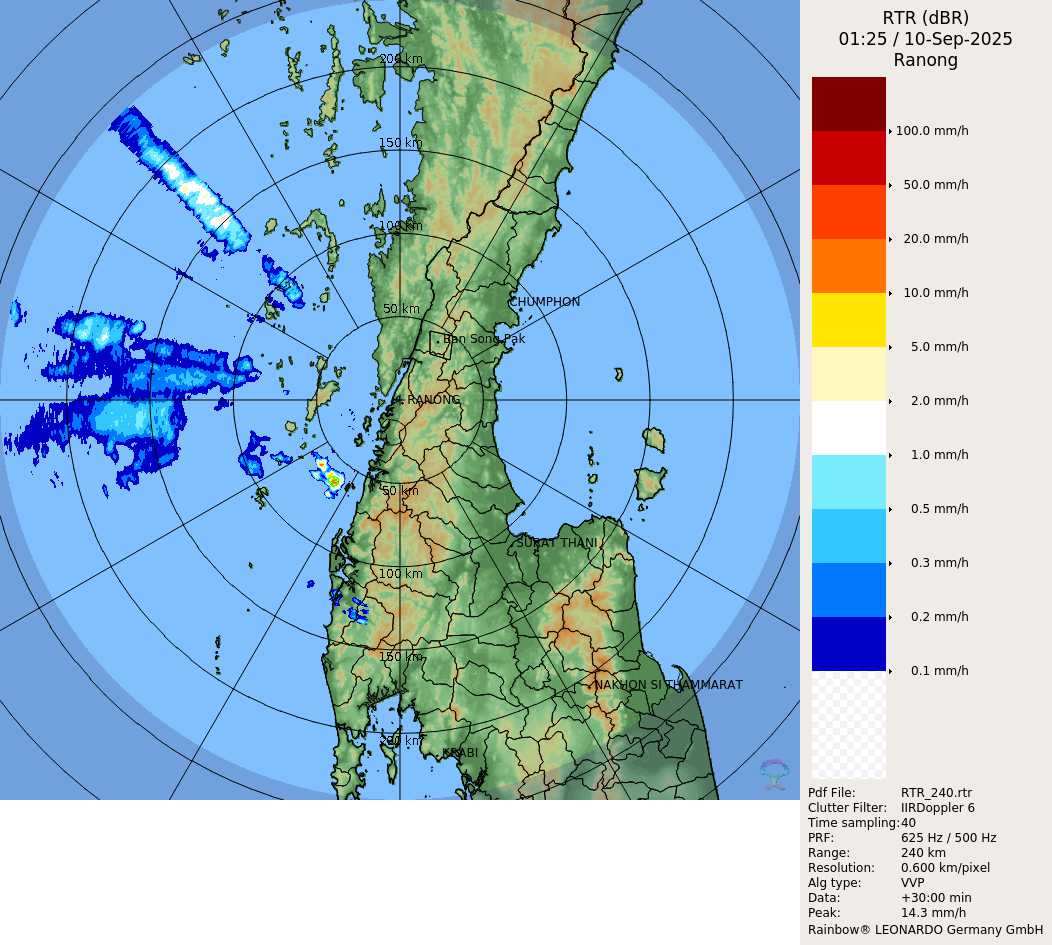 RTR (dBR)
01:25 / 10-Sep-2025
Ranong
200 km
150 km
100 km
50 km
CHUMPHON
Ban Song Pak
RANONG
50 km
SURAT THANI
100 km
150 km
NAKHON SI THAMMARAT
200 km
KRABI
100.0 mm/h
50.0 mm/h
20.0 mm/h
10.0 mm/h
5.0 mm/h
2.0 mm/h
1.0 mm/h
0.5 mm/h
0.3 mm/h
0.2 mm/h
0.1 mm/h
Pdf File: RTR_240.rtr
Clutter Filter: IIRDoppler 6
Time sampling:40
PRF: 625 Hz / 500 Hz
Range: 240 km
Resolution: 0.600 km/pixel
Alg type: VVP
Data: +30:00 min
Peak: 14.3 mm/h
Rainbow® LEONARDO Germany GmbH